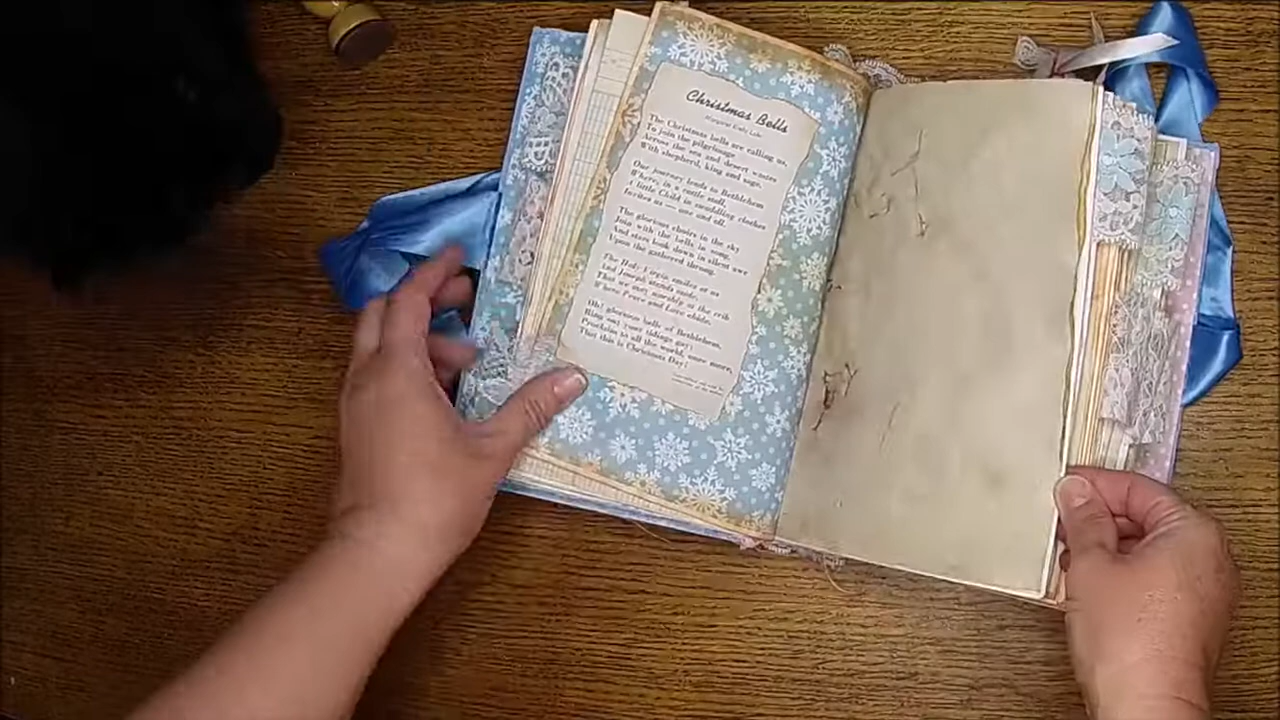 Christmas Bells
The Christmas bells are calling us,
To join the pilgrimage
Across the sea and desert wastes
With shepherd, king and sage.
Our journey leads to Bethlehem
Where, in a cattle stall,
A little Child in swaddling clothes
Invites us — one and all.
The glorious choirs in the sky
Join with the bells in song,
And stars look down in silent awe
Upon the gathered throng.
The Holy Virgin smiles at us
And Joseph stands aside,
That we may worship at the crib
Where Peace and Love abide.
Oh! glorious bells of Bethlehem,
Ring out your tidings gay!
Proclaim to all the world, once more,
That this is Christmas Day!